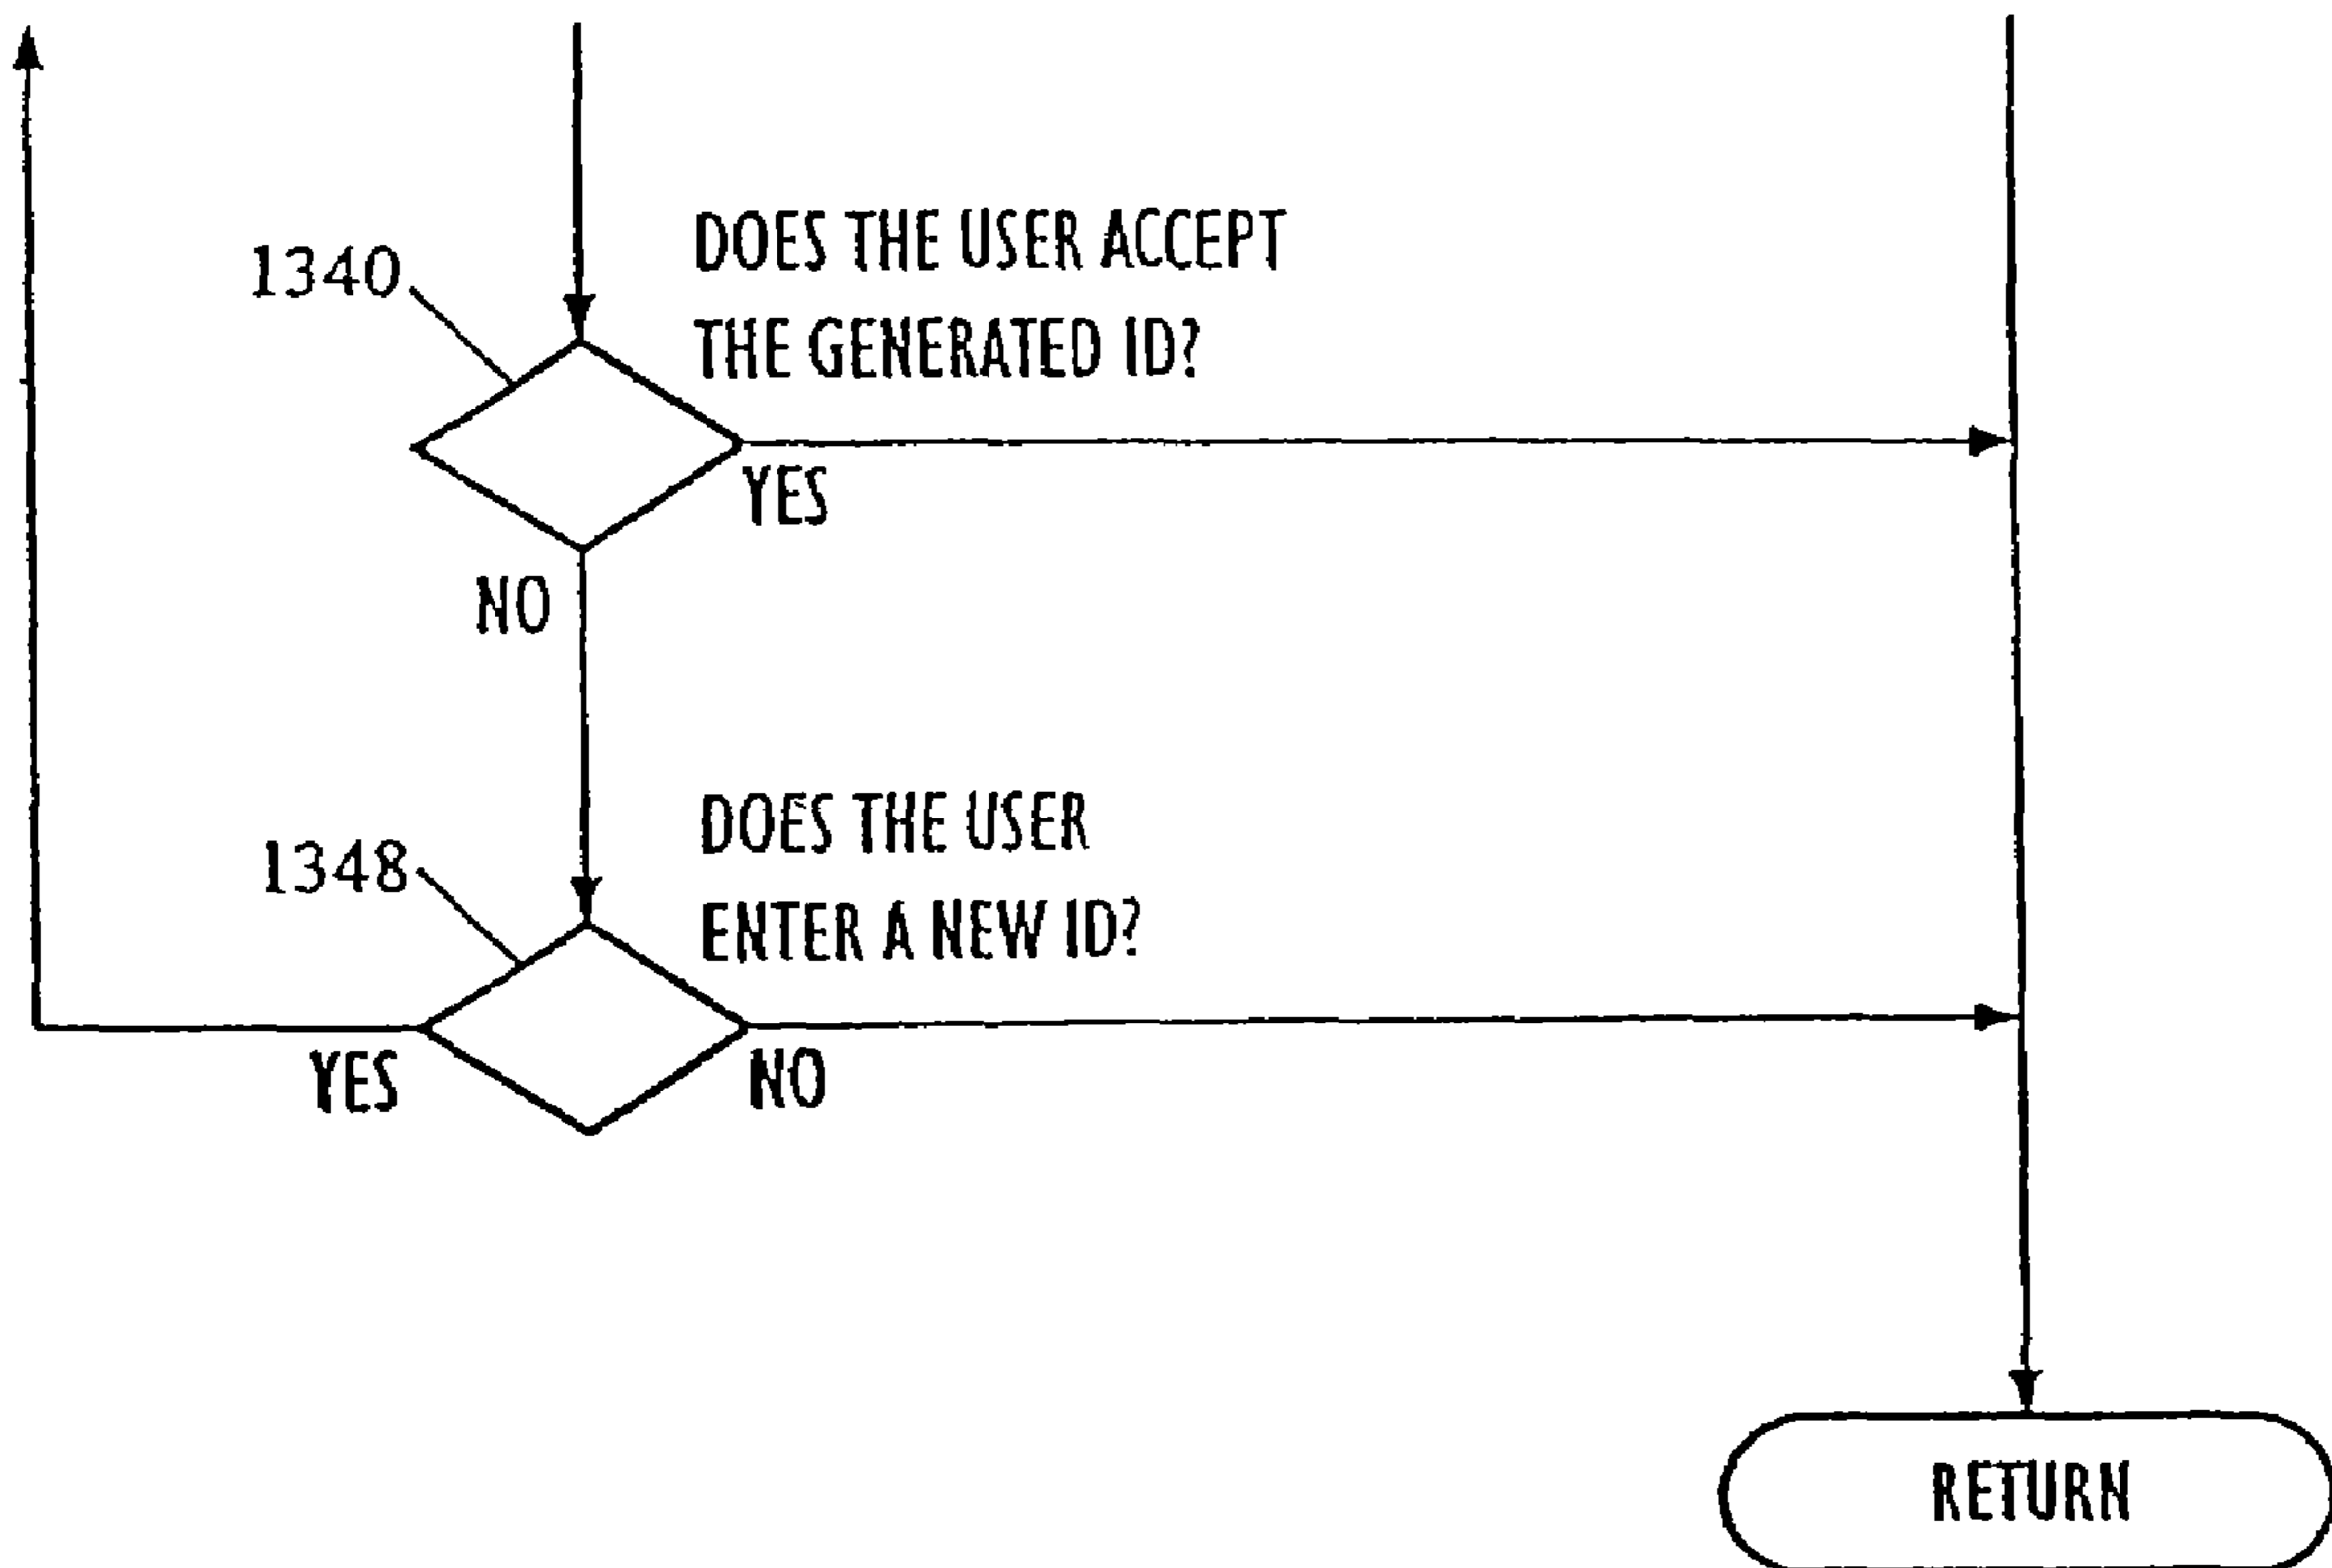 DOES THE USER ACCEPT
1340
THE GENERATED ID?
YES
NO
DOES THE USER
1348
ENTER A NEW ID?
YES
NO
RETURN